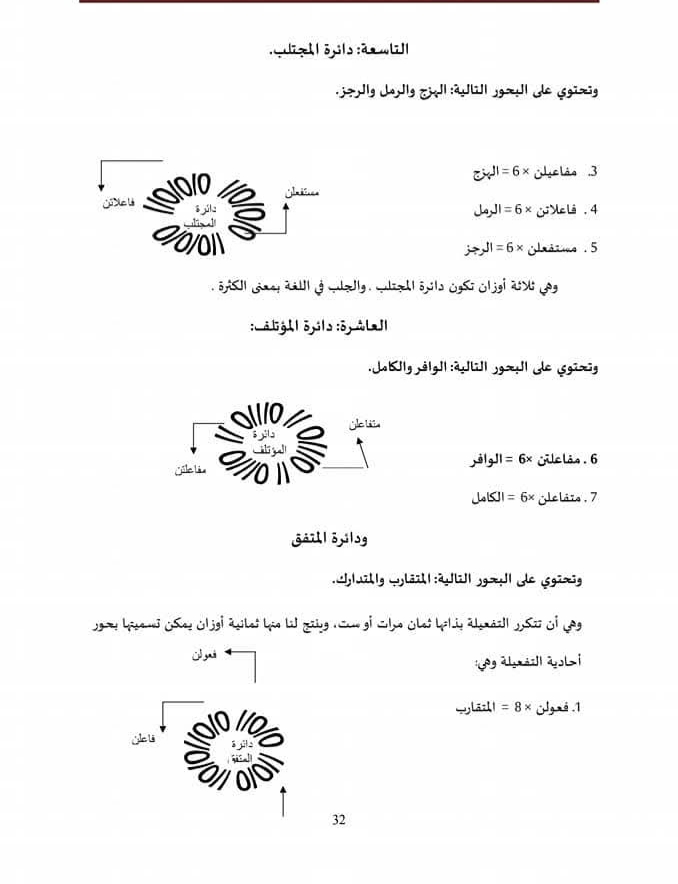 التاسعة: دائرة المجتلب.
وتحتوي على البحور التالية: الهزج والرمل والرجز.
3. مفاعيلن × 6 = الهزج
مستفعلن
فاعلاتن
دائرة
المجتلب
4. فاعلاتن × 6 = الرمل
5. مستفعلن × 6 = الرجز
وهي ثلاثة أوزان تكون دائرة المجتلب . والجلب في اللغة بمعنى الكثرة .
العاشرة: دائرة المؤتلف:
وتحتوي على البحور التالية: الوافر والكامل.
متفاعلن
دائرة
المؤتلف
مفاعلتن
6. مفاعلتن ×6 = الوافر
7. متفاعلن ×6 = الكامل
ودائرة المتفق
وتحتوي على البحور التالية: المتقارب والمتدارك.
وهي أن تتكرر التفعيلة بذاتها ثمان مرات أو ست، وينتج لنا منها ثمانية أوزان يمكن تسميتها بحور
أحادية التفعيلة وهي:
فعولن
1. فعولن × 8 = المتقارب
فاعلن
دائرة
المتفق
32